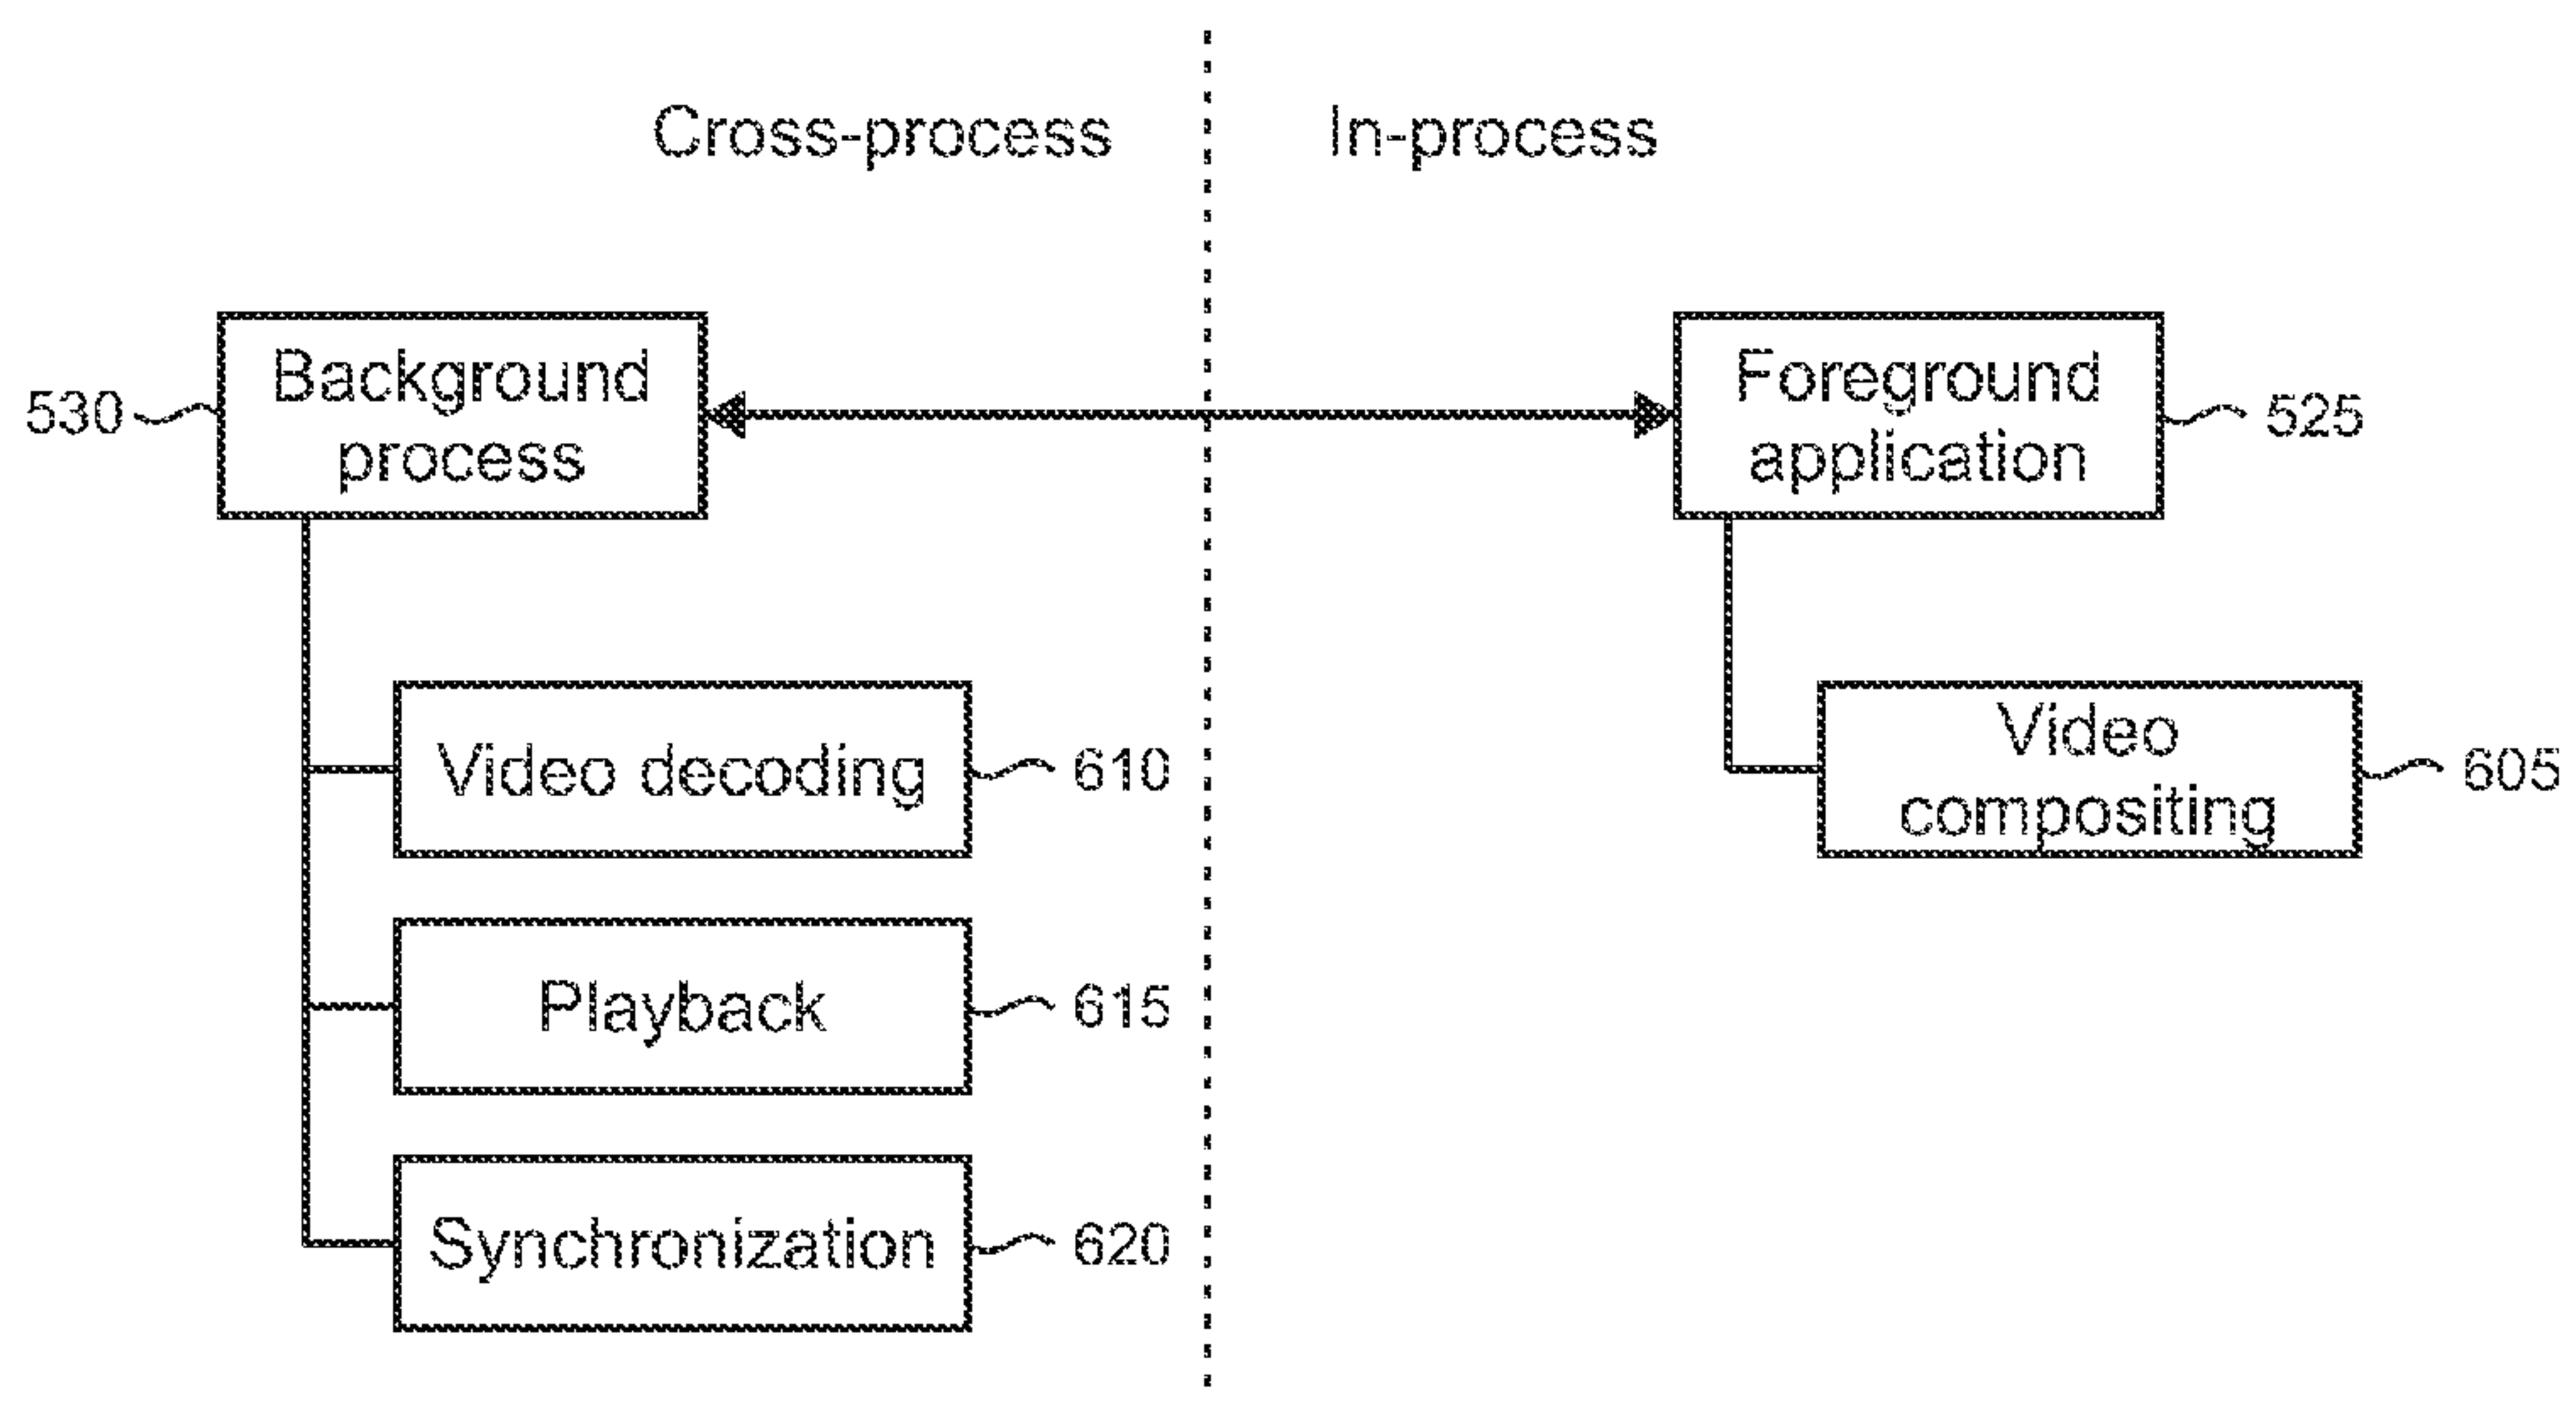 Cross-process
In-process
Background
process
530
Foreground
application
525
Video decoding
610
Video
compositing
605
Playback
615
Synchronization
620